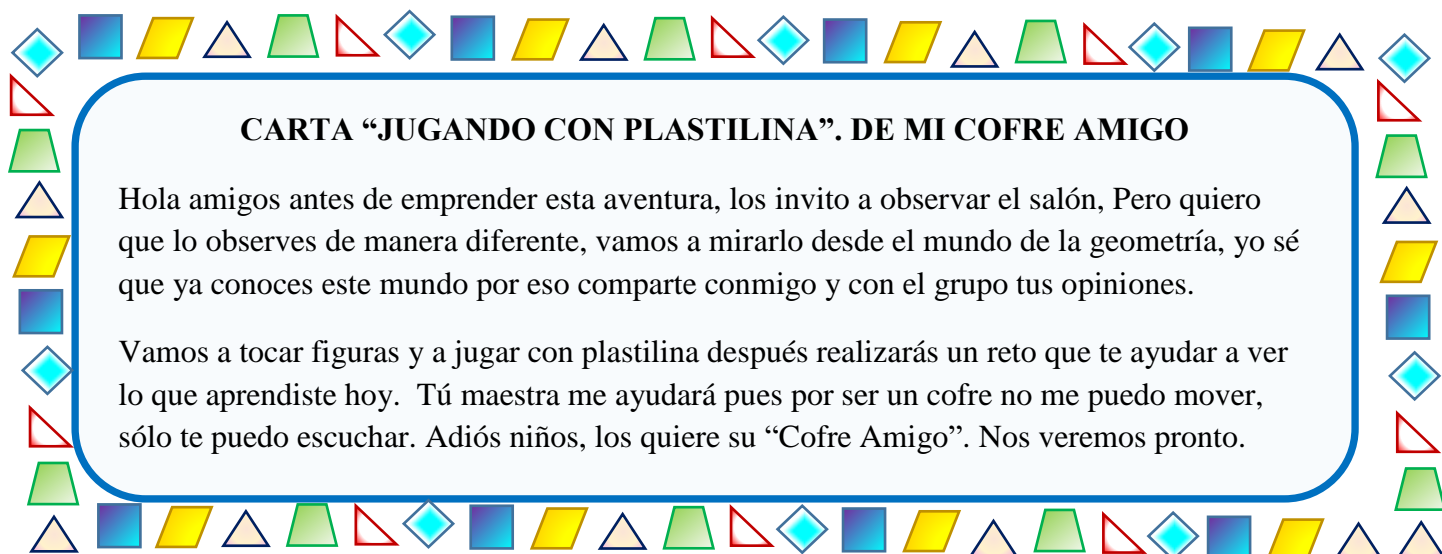 CARTA “JUGANDO CON PLASTILINA”. DE MI COFRE AMIGO
Hola amigos antes de emprender esta aventura, los invito a observar el salón, Pero quiero
que lo observes de manera diferente, vamos a mirarlo desde el mundo de la geometría, yo sé
que ya conoces este mundo por eso comparte conmigo y con el grupo tus opiniones.
Vamos a tocar figuras y a jugar con plastilina después realizarás un reto que te ayudar a ver
lo que aprendiste hoy.  Tú maestra me ayudará pues por ser un cofre no me puedo mover,
sólo te puedo escuchar. Adiós niños, los quiere su “Cofre Amigo”. Nos veremos pronto.